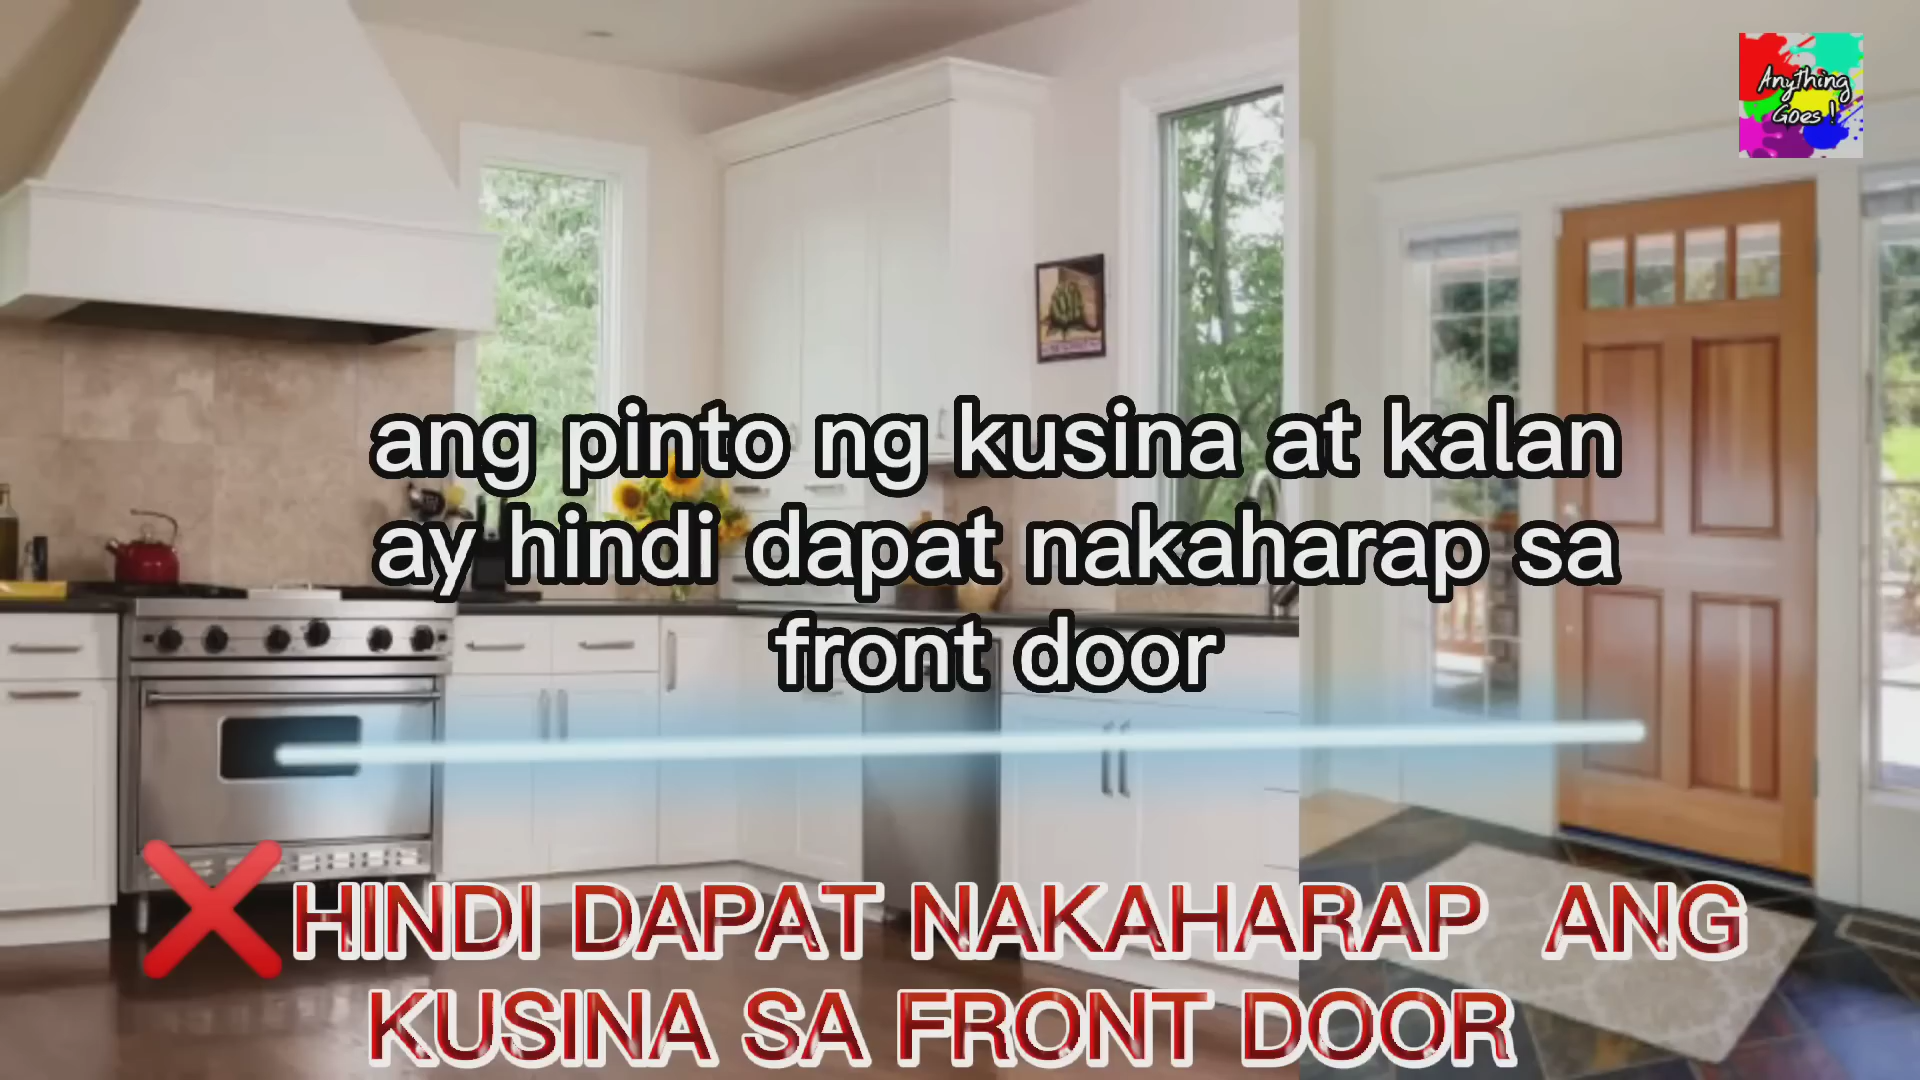 Anything
Goes!
ang pinto ng kusina at kalan
ay hindi dapat nakaharap sa
front door
❌HINDI DAPAT NAKAHARAP ANG
KUSINA SA FRONT DOOR